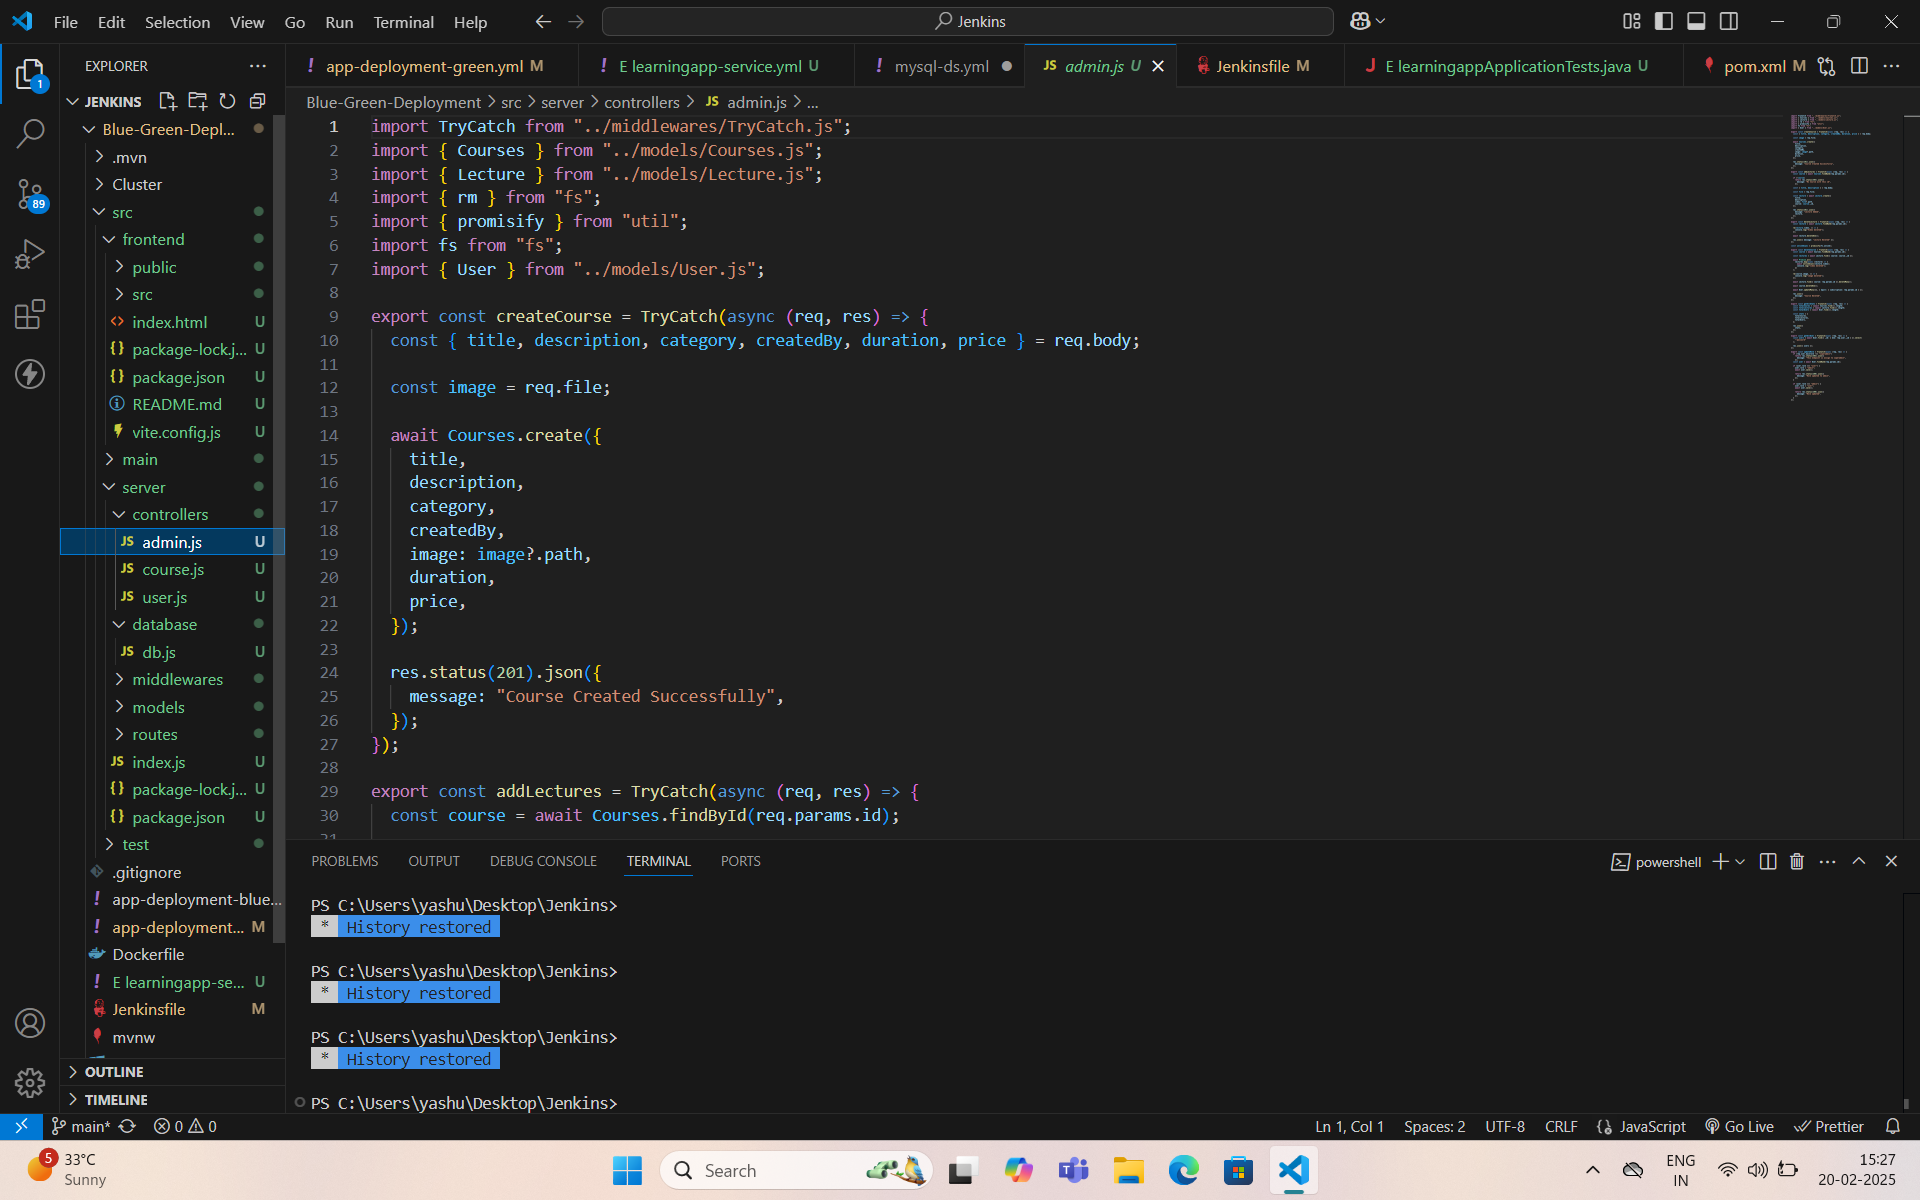 File Edit Selection View Go Run Terminal Help
Jenkins
EXPLORER
JENKINS
Blue-Green-Depl...
.mvn
Cluster
src
frontend
public
src
index.html U
package-lock.j... U
package.json U
README.md U
vite.config.js U
main
server
controllers
admin.js U
course.js U
user.js U
database
db.js U
middlewares
models
routes
index.js U
package-lock.j... U
package.json U
test
.gitignore
app-deployment-blue...
app-deployment... M
Dockerfile
E learningapp-se... U
Jenkinsfile M
mvnw
OUTLINE
TIMELINE
1
89
app-deployment-green.yml M
E learningapp-service.yml U
mysql-ds.yml
JS admin.js U
Jenkinsfile M
J E learningappApplicationTests.java U
pom.xml M
Blue-Green-Deployment > src > server > controllers > JS admin.js > ...
1 import TryCatch from "../middlewares/TryCatch.js";
2 import { Courses } from "../models/Courses.js";
3 import { Lecture } from "../models/Lecture.js";
4 import { rm } from "fs";
5 import { promisify } from "util";
6 import fs from "fs";
7 import { User } from "../models/User.js";
8
9 export const createCourse = TryCatch(async (req, res) => {
10 const { title, description, category, createdBy, duration, price } = req.body;
11
12 const image = req.file;
13
14 await Courses.create({
15 title,
16 description,
17 category,
18 createdBy,
19 image: image?.path,
20 duration,
21 price,
22 });
23
24 res.status(201).json({
25 message: "Course Created Successfully",
26 });
27 });
28
29 export const addLectures = TryCatch(async (req, res) => {
30 const course = await Courses.findById(req.params.id);
31
PROBLEMS OUTPUT DEBUG CONSOLE TERMINAL PORTS
powershell
PS C:\Users\yashu\Desktop\Jenkins>
* History restored
PS C:\Users\yashu\Desktop\Jenkins>
* History restored
PS C:\Users\yashu\Desktop\Jenkins>
* History restored
PS C:\Users\yashu\Desktop\Jenkins>
main* 0 0
Ln 1, Col 1 Spaces: 2 UTF-8 CRLF {} JavaScript Go Live Prettier
5
33°C
Sunny
Search
ENG
IN
15:27
20-02-2025